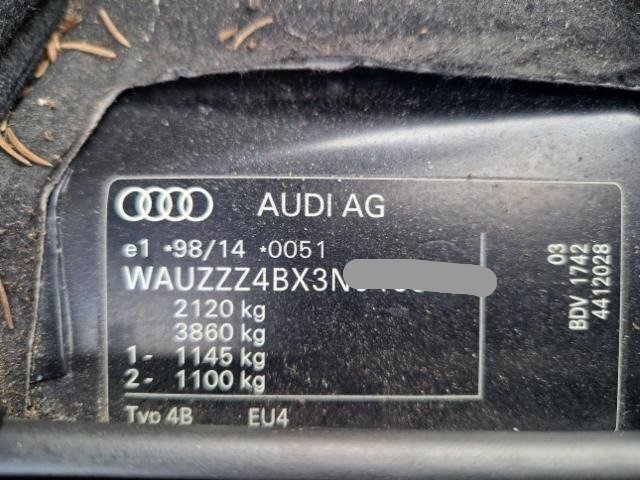 AUDI AG
e1 *98/14 *0051
WAUZZZ4BX3N
2120 kg
3860 kg
1- 1145 kg
2- 1100 kg
Typ 4B EU4
03
BDV 1742
4412028